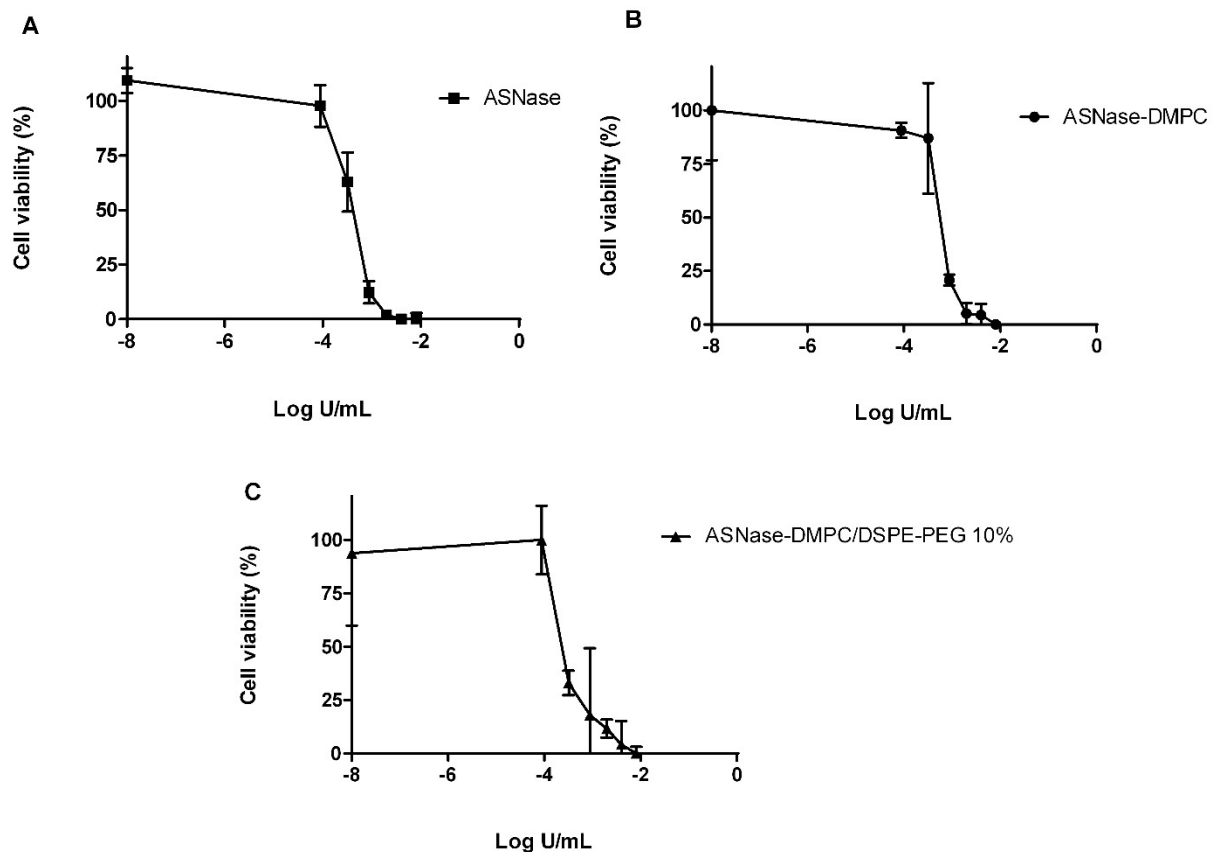 A
ASNase
Cell viability (%)
100
75
50
25
0
-8 -6 -4 -2 0
Log U/mL
B
ASNase-DMPC
Cell viability (%)
100
75
50
25
0
-8 -6 -4 -2 0
Log U/mL
C
ASNase-DMPC/DSPE-PEG 10%
Cell viability (%)
100
75
50
25
0
-8 -6 -4 -2 0
Log U/mL